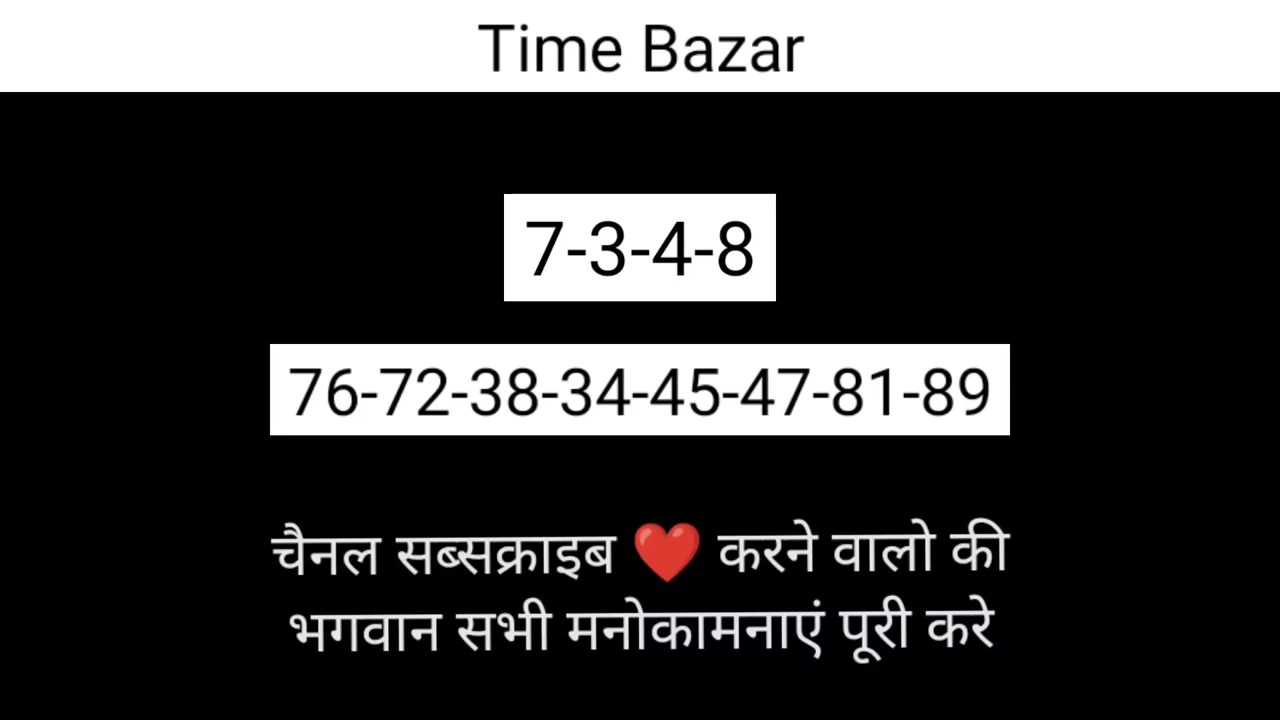 Time Bazar
7-3-4-8
76-72-38-34-45-47-81-89
चैनल सब्सक्राइब ❤️ करने वालो की
भगवान सभी मनोकामनाएं पूरी करे